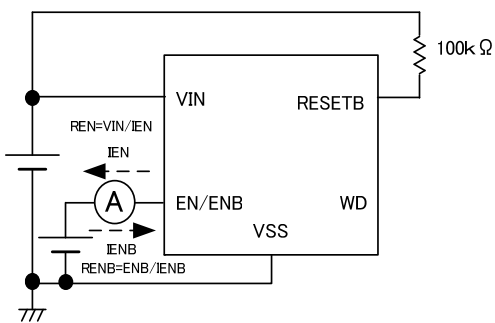 100kΩ
VIN
RESETB
REN=VIN/IEN
IEN
A
EN/ENB
WD
VSS
IENB
RENB=ENB/IENB